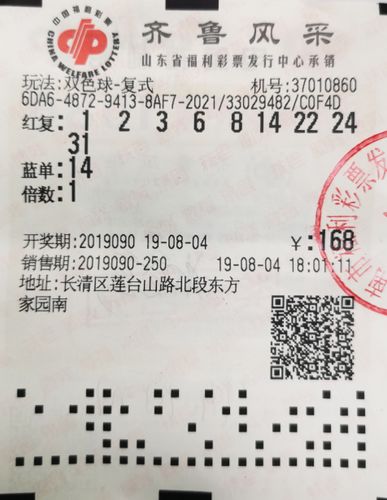 中国福利彩票
CHINA WELFARE LOTTERY
齐鲁风采
山东省福利彩票发行中心承销
玩法:双色球-复式 机号:37010860
6DA6-4872-9413-8AF7-2021/33029482/C0F4D
红复: 1 2 3 6 8 14 22 24
31
蓝单:14
倍数:1
开奖期:2019090 19-08-04 ¥:168
销售期:2019090-250 19-08-04 18:01:11
地址:长清区莲台山路北段东方
家园南
福利彩票发